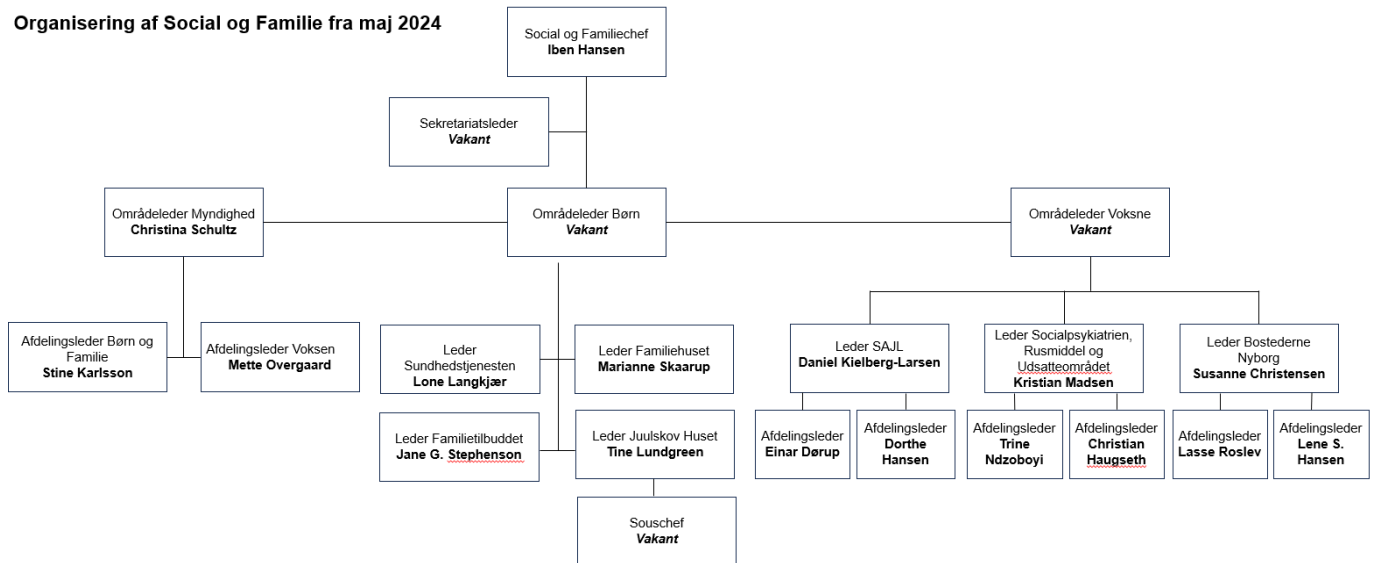 Organisering af Social og Familie fra maj 2024
Social og Familiechef
Iben Hansen
Sekretariatsleder
Vakant
Områdeleder Myndighed
Christina Schultz
Områdeleder Børn
Vakant
Områdeleder Voksne
Vakant
Afdelingsleder Børn og
Familie
Stine Karlsson
Afdelingsleder Voksen
Mette Overgaard
Leder
Sundhedstjenesten
Lone Langkjær
Leder Familiehuset
Marianne Skaarup
Leder Familietilbuddet
Jane G. Stephenson
Leder Juulskov Huset
Tine Lundgreen
Souschef
Vakant
Leder SAJL
Daniel Kielberg-Larsen
Leder Socialpsykiatrien,
Rusmiddel og
Udsatteområdet
Kristian Madsen
Leder Bostederne
Nyborg
Susanne Christensen
Afdelingsleder
Einar Dørup
Afdelingsleder
Dorthe
Hansen
Afdelingsleder
Trine
Ndzoboyi
Afdelingsleder
Christian
Haugseth
Afdelingsleder
Lasse Roslev
Afdelingsleder
Lene S.
Hansen